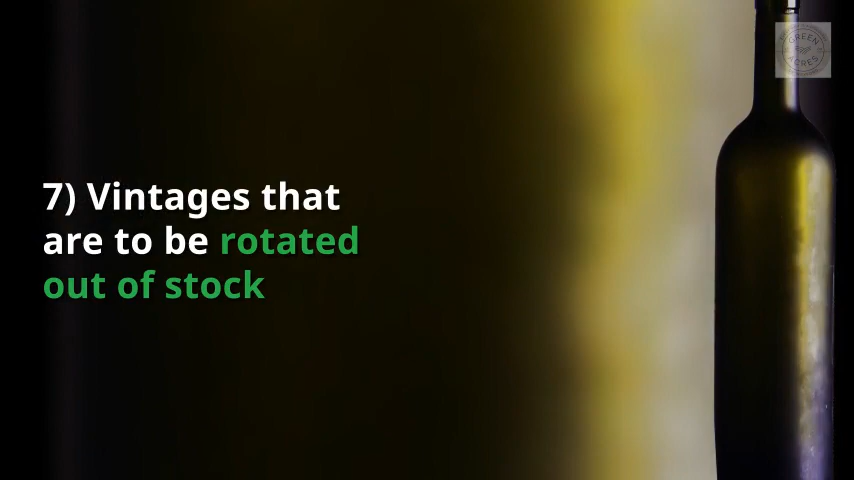 7) Vintages that
are to be rotated
out of stock
GREEN
ACRES